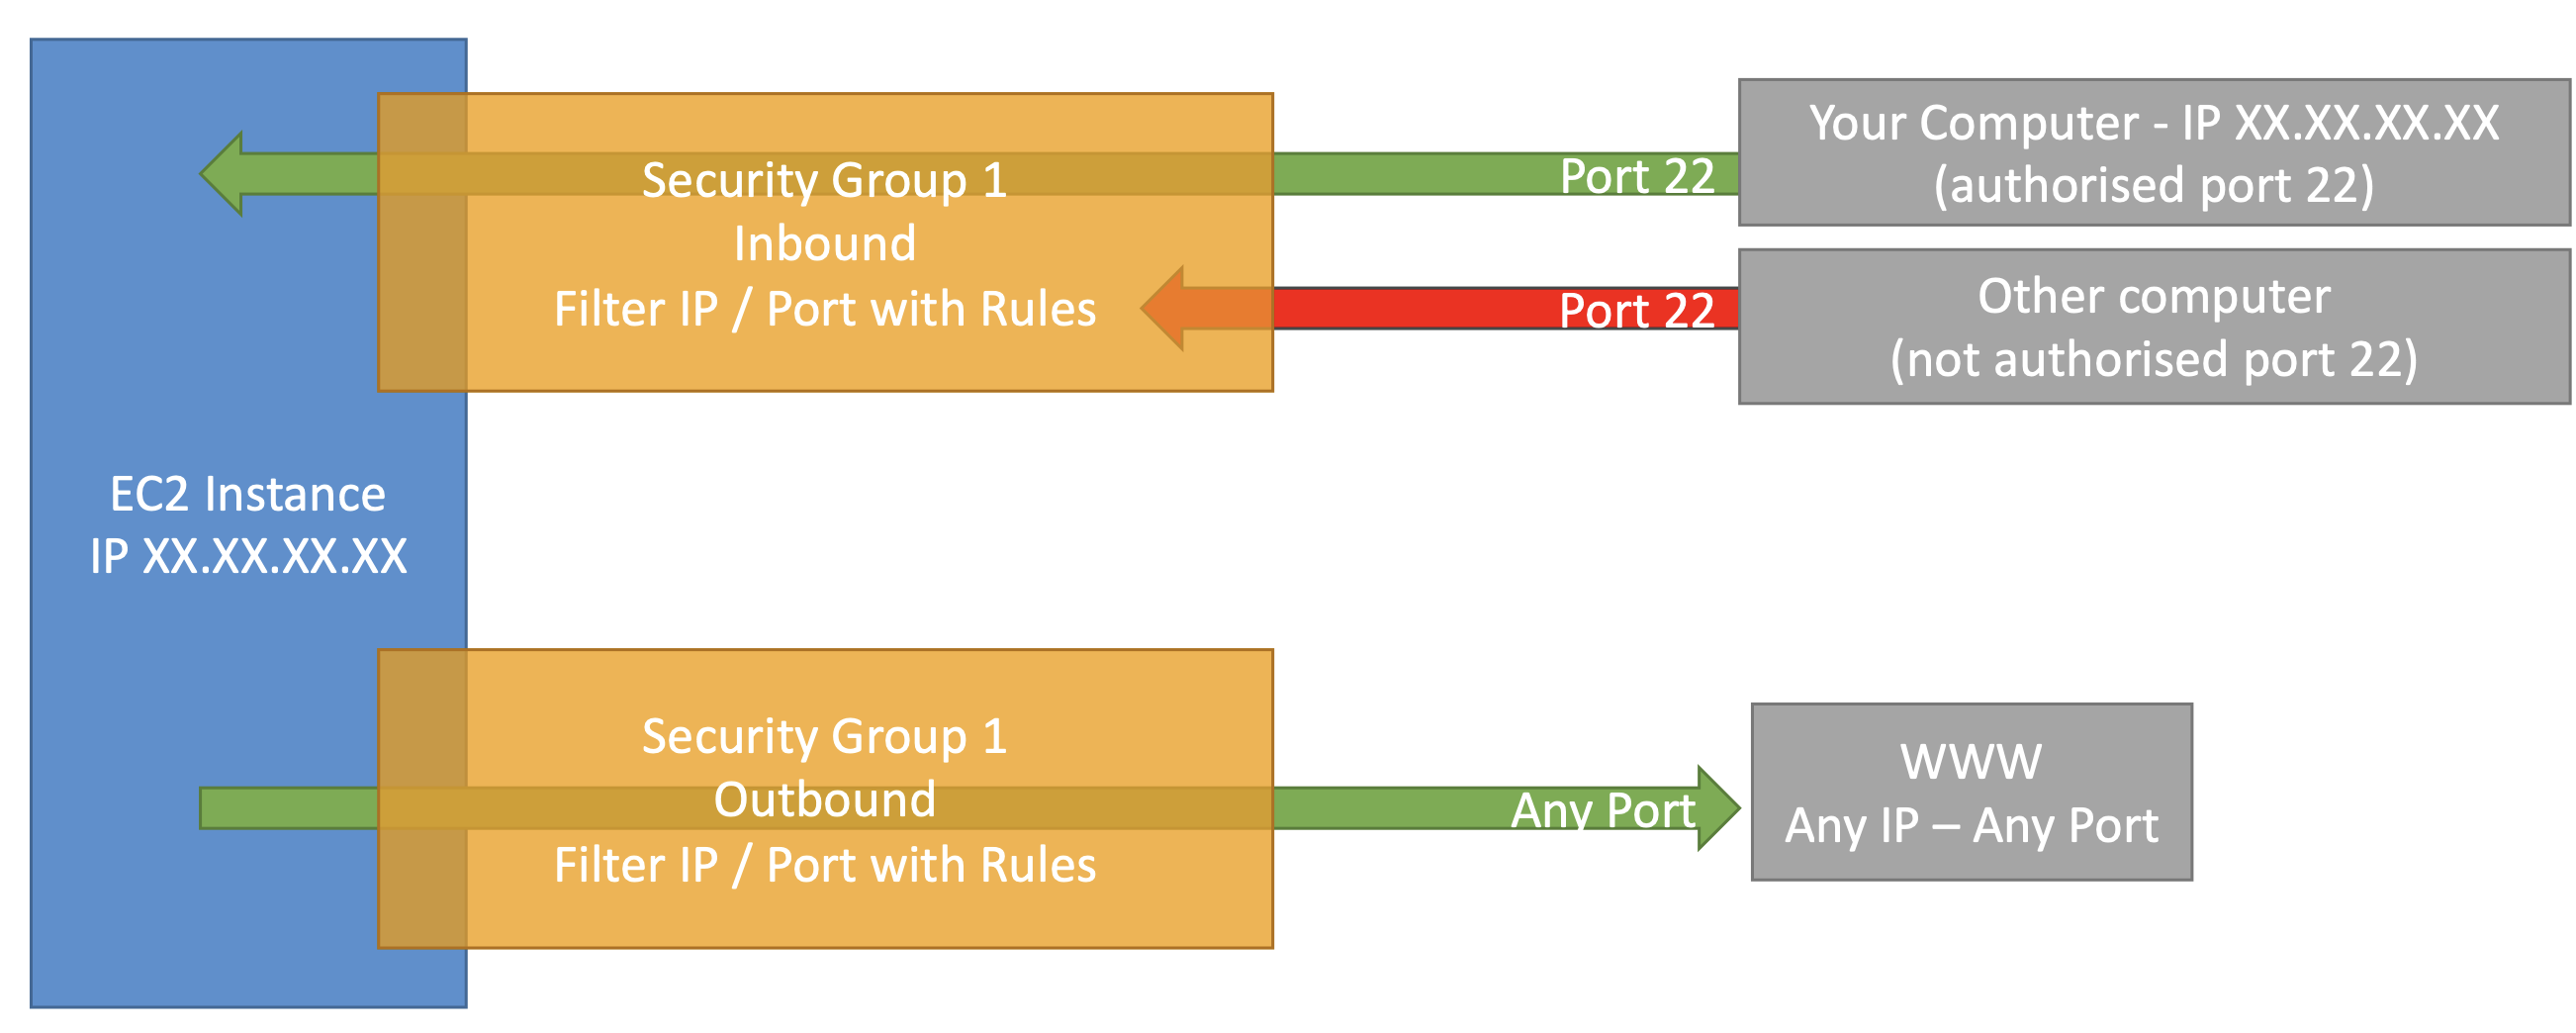 Security Group 1
Inbound
Filter IP / Port with Rules
Port 22
Your Computer - IP XX.XX.XX.XX
(authorised port 22)
Port 22
Other computer
(not authorised port 22)
EC2 Instance
IP XX.XX.XX.XX
Security Group 1
Outbound
Filter IP / Port with Rules
Any Port
WWW
Any IP – Any Port